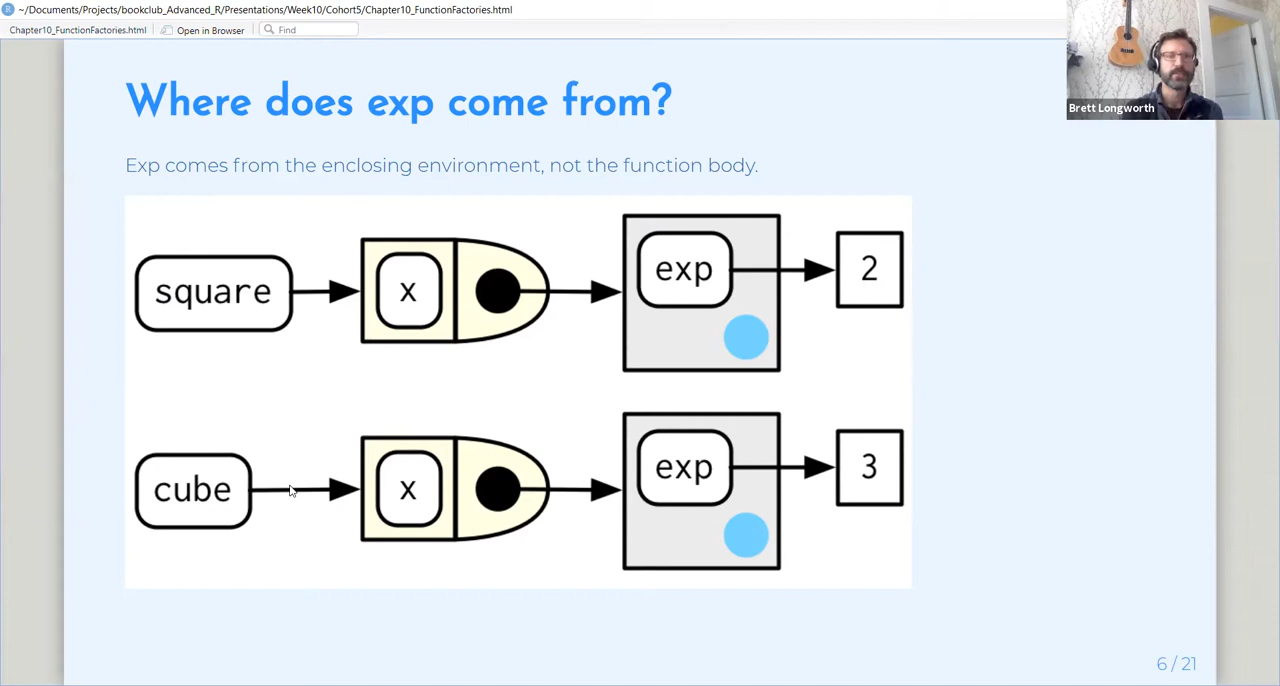 ~/Documents/Projects/bookclub_Advanced_R/Presentations/Week10/Cohort5/Chapter10_FunctionFactories.html
Chapter10_FunctionFactories.html Open in Browser Find
Brett Longworth
Where does exp come from?
Exp comes from the enclosing environment, not the function body.
square x exp 2
cube x exp 3
6 / 21